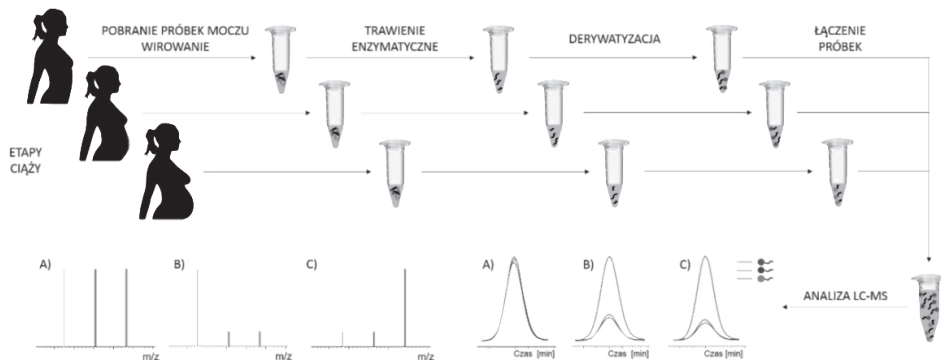 POBRANIE PRÓBEK MOCZU
WIROWANIE
TRAWIENIE
ENZYMATYCZNE
DERYWATYZACJA
ŁĄCZENIE
PRÓBEK
ETAPY
CIĄŻY
A)
B)
C)
A)
B)
C)
ANALIZA LC-MS
m/z
m/z
m/z
Czas [min]
Czas [min]
Czas [min]